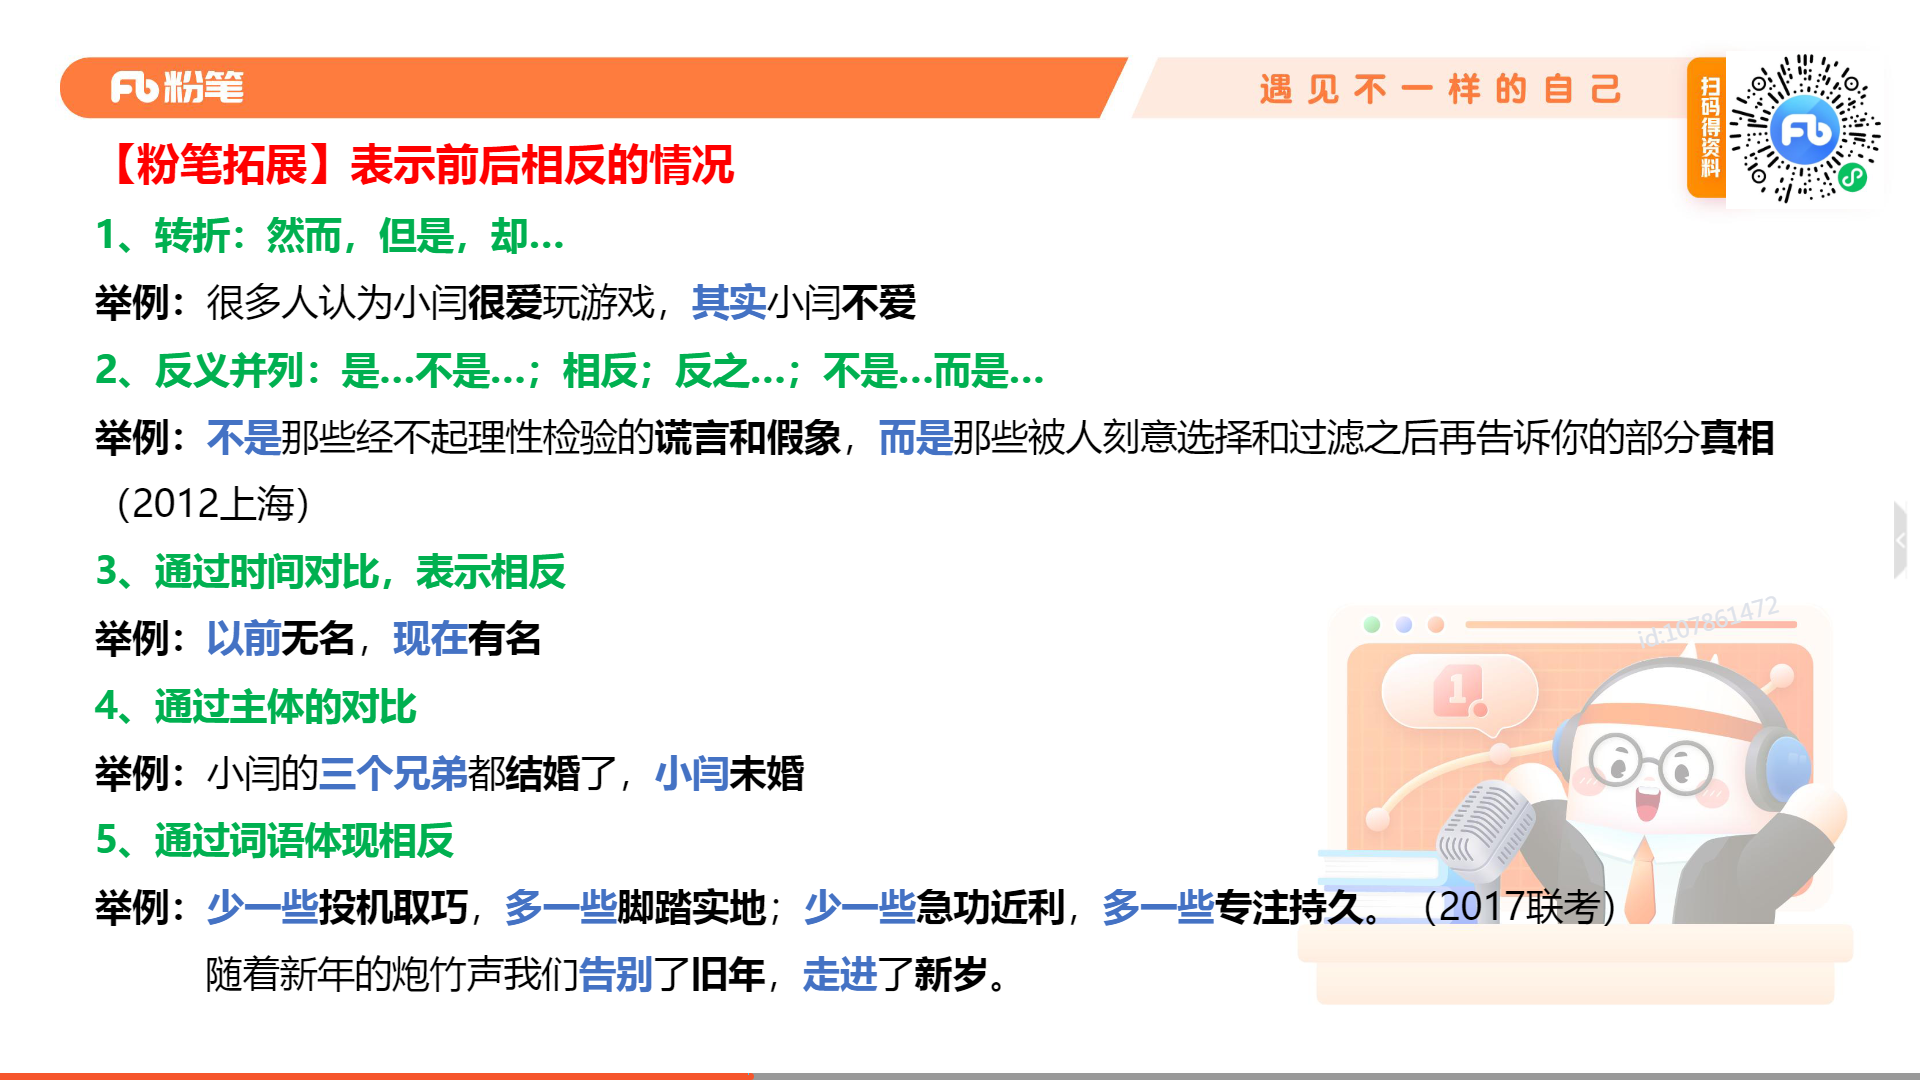 Fb粉笔
遇见不一样的自己
扫码得资料
【粉笔拓展】表示前后相反的情况
1、转折：然而，但是，却...
举例：很多人认为小闫很爱玩游戏，其实小闫不爱
2、反义并列：是...不是...；相反；反之...；不是...而是...
举例：不是那些经不起理性检验的谎言和假象，而是那些被人刻意选择和过滤之后再告诉你的部分真相
（2012上海）
3、通过时间对比，表示相反
举例：以前无名，现在有名
4、通过主体的对比
举例：小闫的三个兄弟都结婚了，小闫未婚
5、通过词语体现相反
举例：少一些投机取巧，多一些脚踏实地；少一些急功近利，多一些专注持久。（2017联考）
随着新年的炮竹声我们告别了旧年，走进了新岁。
id:107861472
1